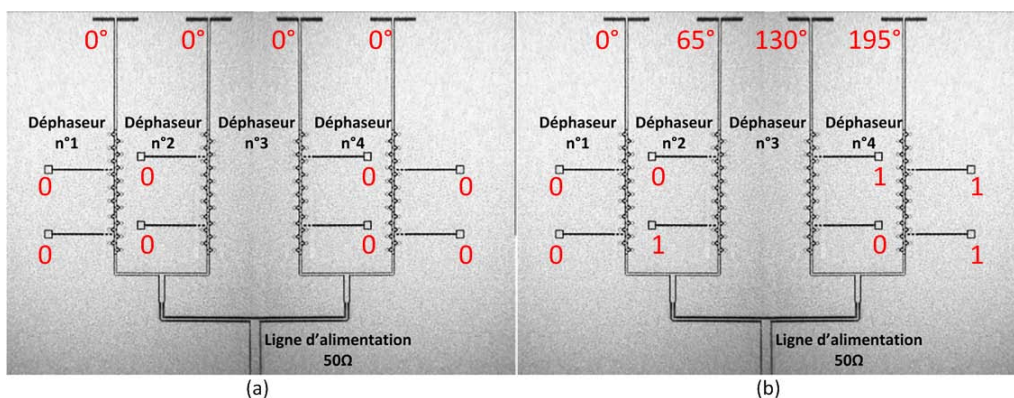 0° 0° 0° 0°
Déphaseur Déphaseur Déphaseur Déphaseur
n°1 n°2 n°3 n°4
0 0
0 0
0 0
0 0
Ligne d'alimentation
50Ω
(a)
0° 65° 130° 195°
Déphaseur Déphaseur Déphaseur Déphaseur
n°1 n°2 n°3 n°4
0 1
0 1
1 0
0 1
Ligne d'alimentation
50Ω
(b)